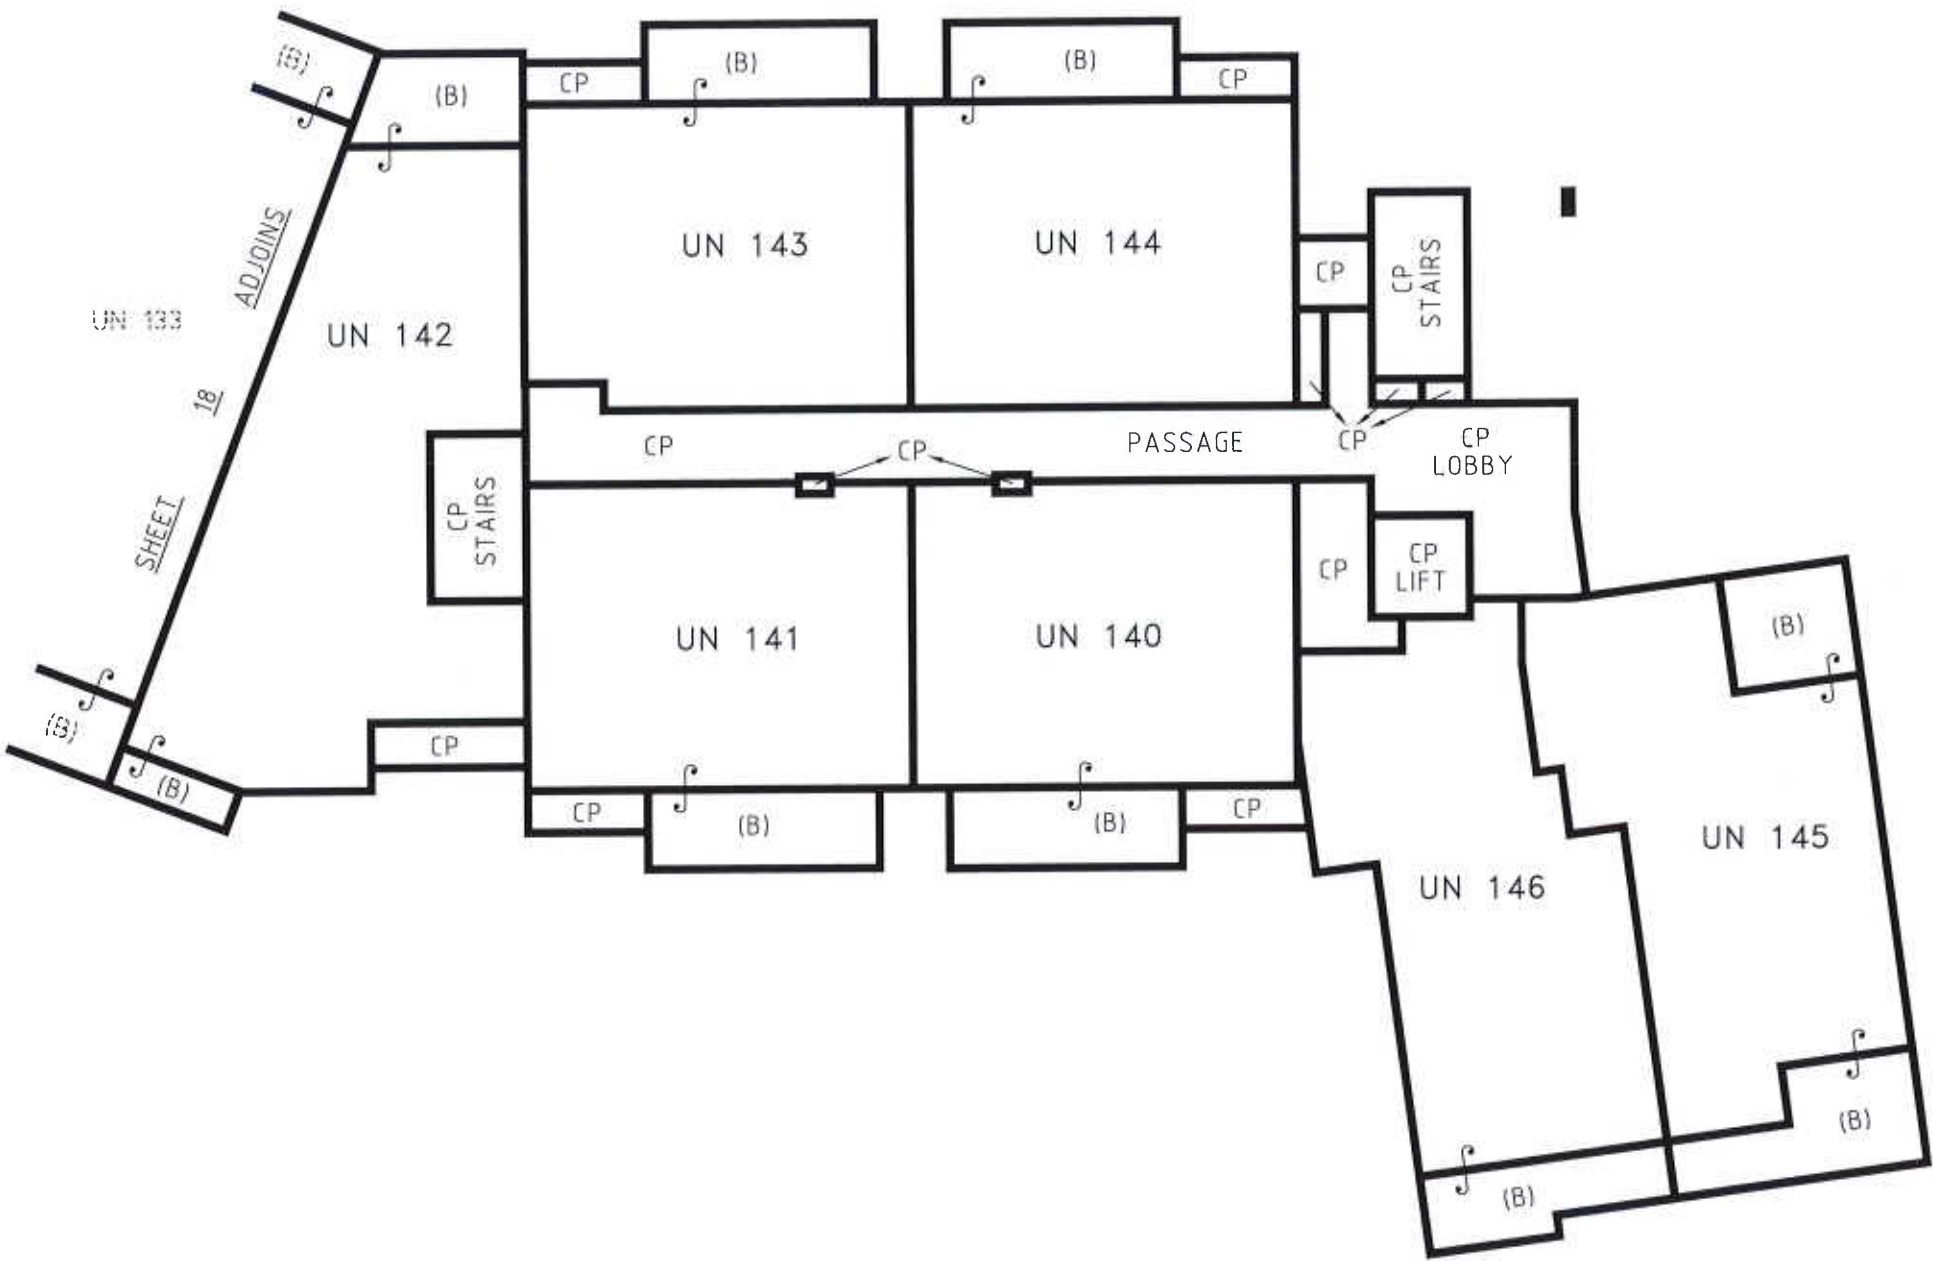 (B)
(B)
CP
(B)
(B)
CP
UN 143
UN 144
CP
CP
STAIRS
ADJOINS
UN 133
UN 142
18
SHEET
CP
CP
PASSAGE
CP
CP
LOBBY
CP
STAIRS
CP
CP
LIFT
UN 141
UN 140
(B)
(B)
(B)
CP
CP
(B)
(B)
CP
UN 145
UN 146
(B)
(B)